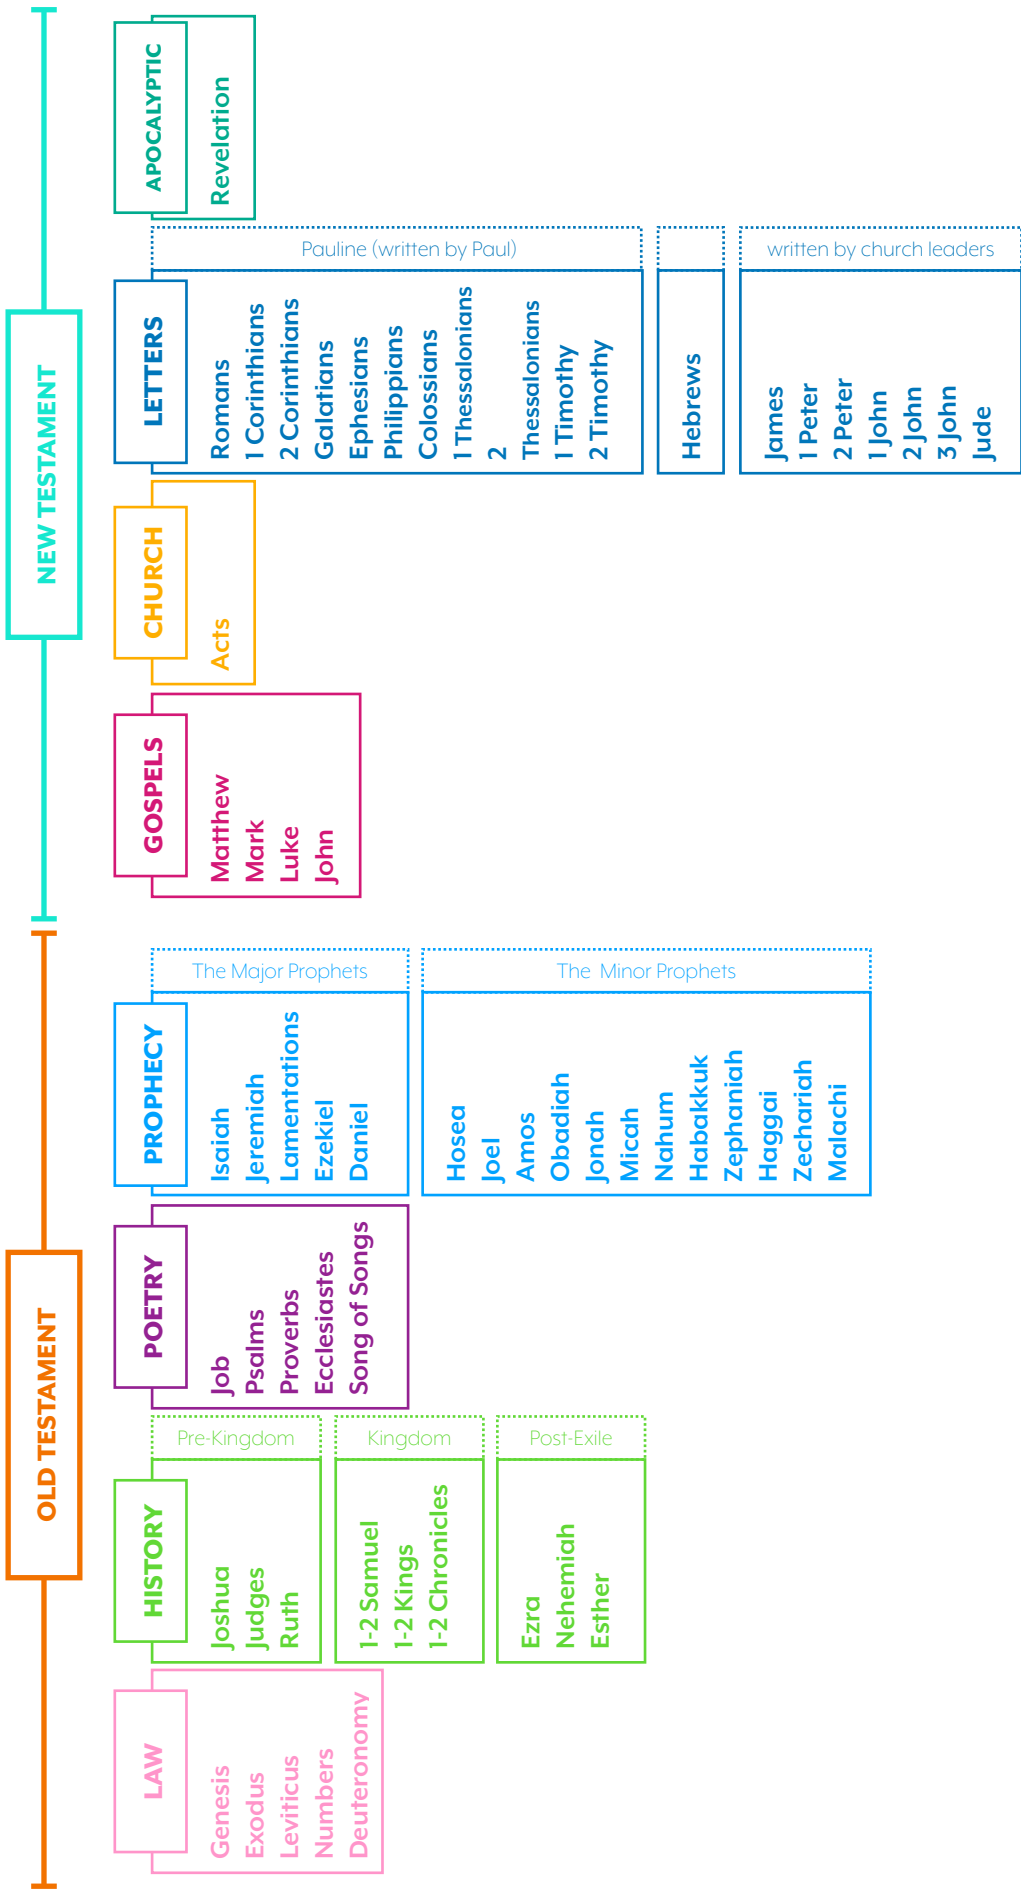 OLD TESTAMENT
LAW
Genesis
Exodus
Leviticus
Numbers
Deuteronomy
HISTORY
Pre-Kingdom
Joshua
Judges
Ruth
Kingdom
1-2 Samuel
1-2 Kings
1-2 Chronicles
Post-Exile
Ezra
Nehemiah
Esther
POETRY
Job
Psalms
Proverbs
Ecclesiastes
Song of Songs
PROPHECY
The Major Prophets
Isaiah
Jeremiah
Lamentations
Ezekiel
Daniel
The Minor Prophets
Hosea
Joel
Amos
Obadiah
Jonah
Micah
Nahum
Habakkuk
Zephaniah
Haggai
Zechariah
Malachi
NEW TESTAMENT
GOSPELS
Matthew
Mark
Luke
John
CHURCH
Acts
LETTERS
Pauline (written by Paul)
Romans
1 Corinthians
2 Corinthians
Galatians
Ephesians
Philippians
Colossians
1 Thessalonians
2
Thessalonians
1 Timothy
2 Timothy
Hebrews
written by church leaders
James
1 Peter
2 Peter
1 John
2 John
3 John
Jude
APOCALYPTIC
Revelation